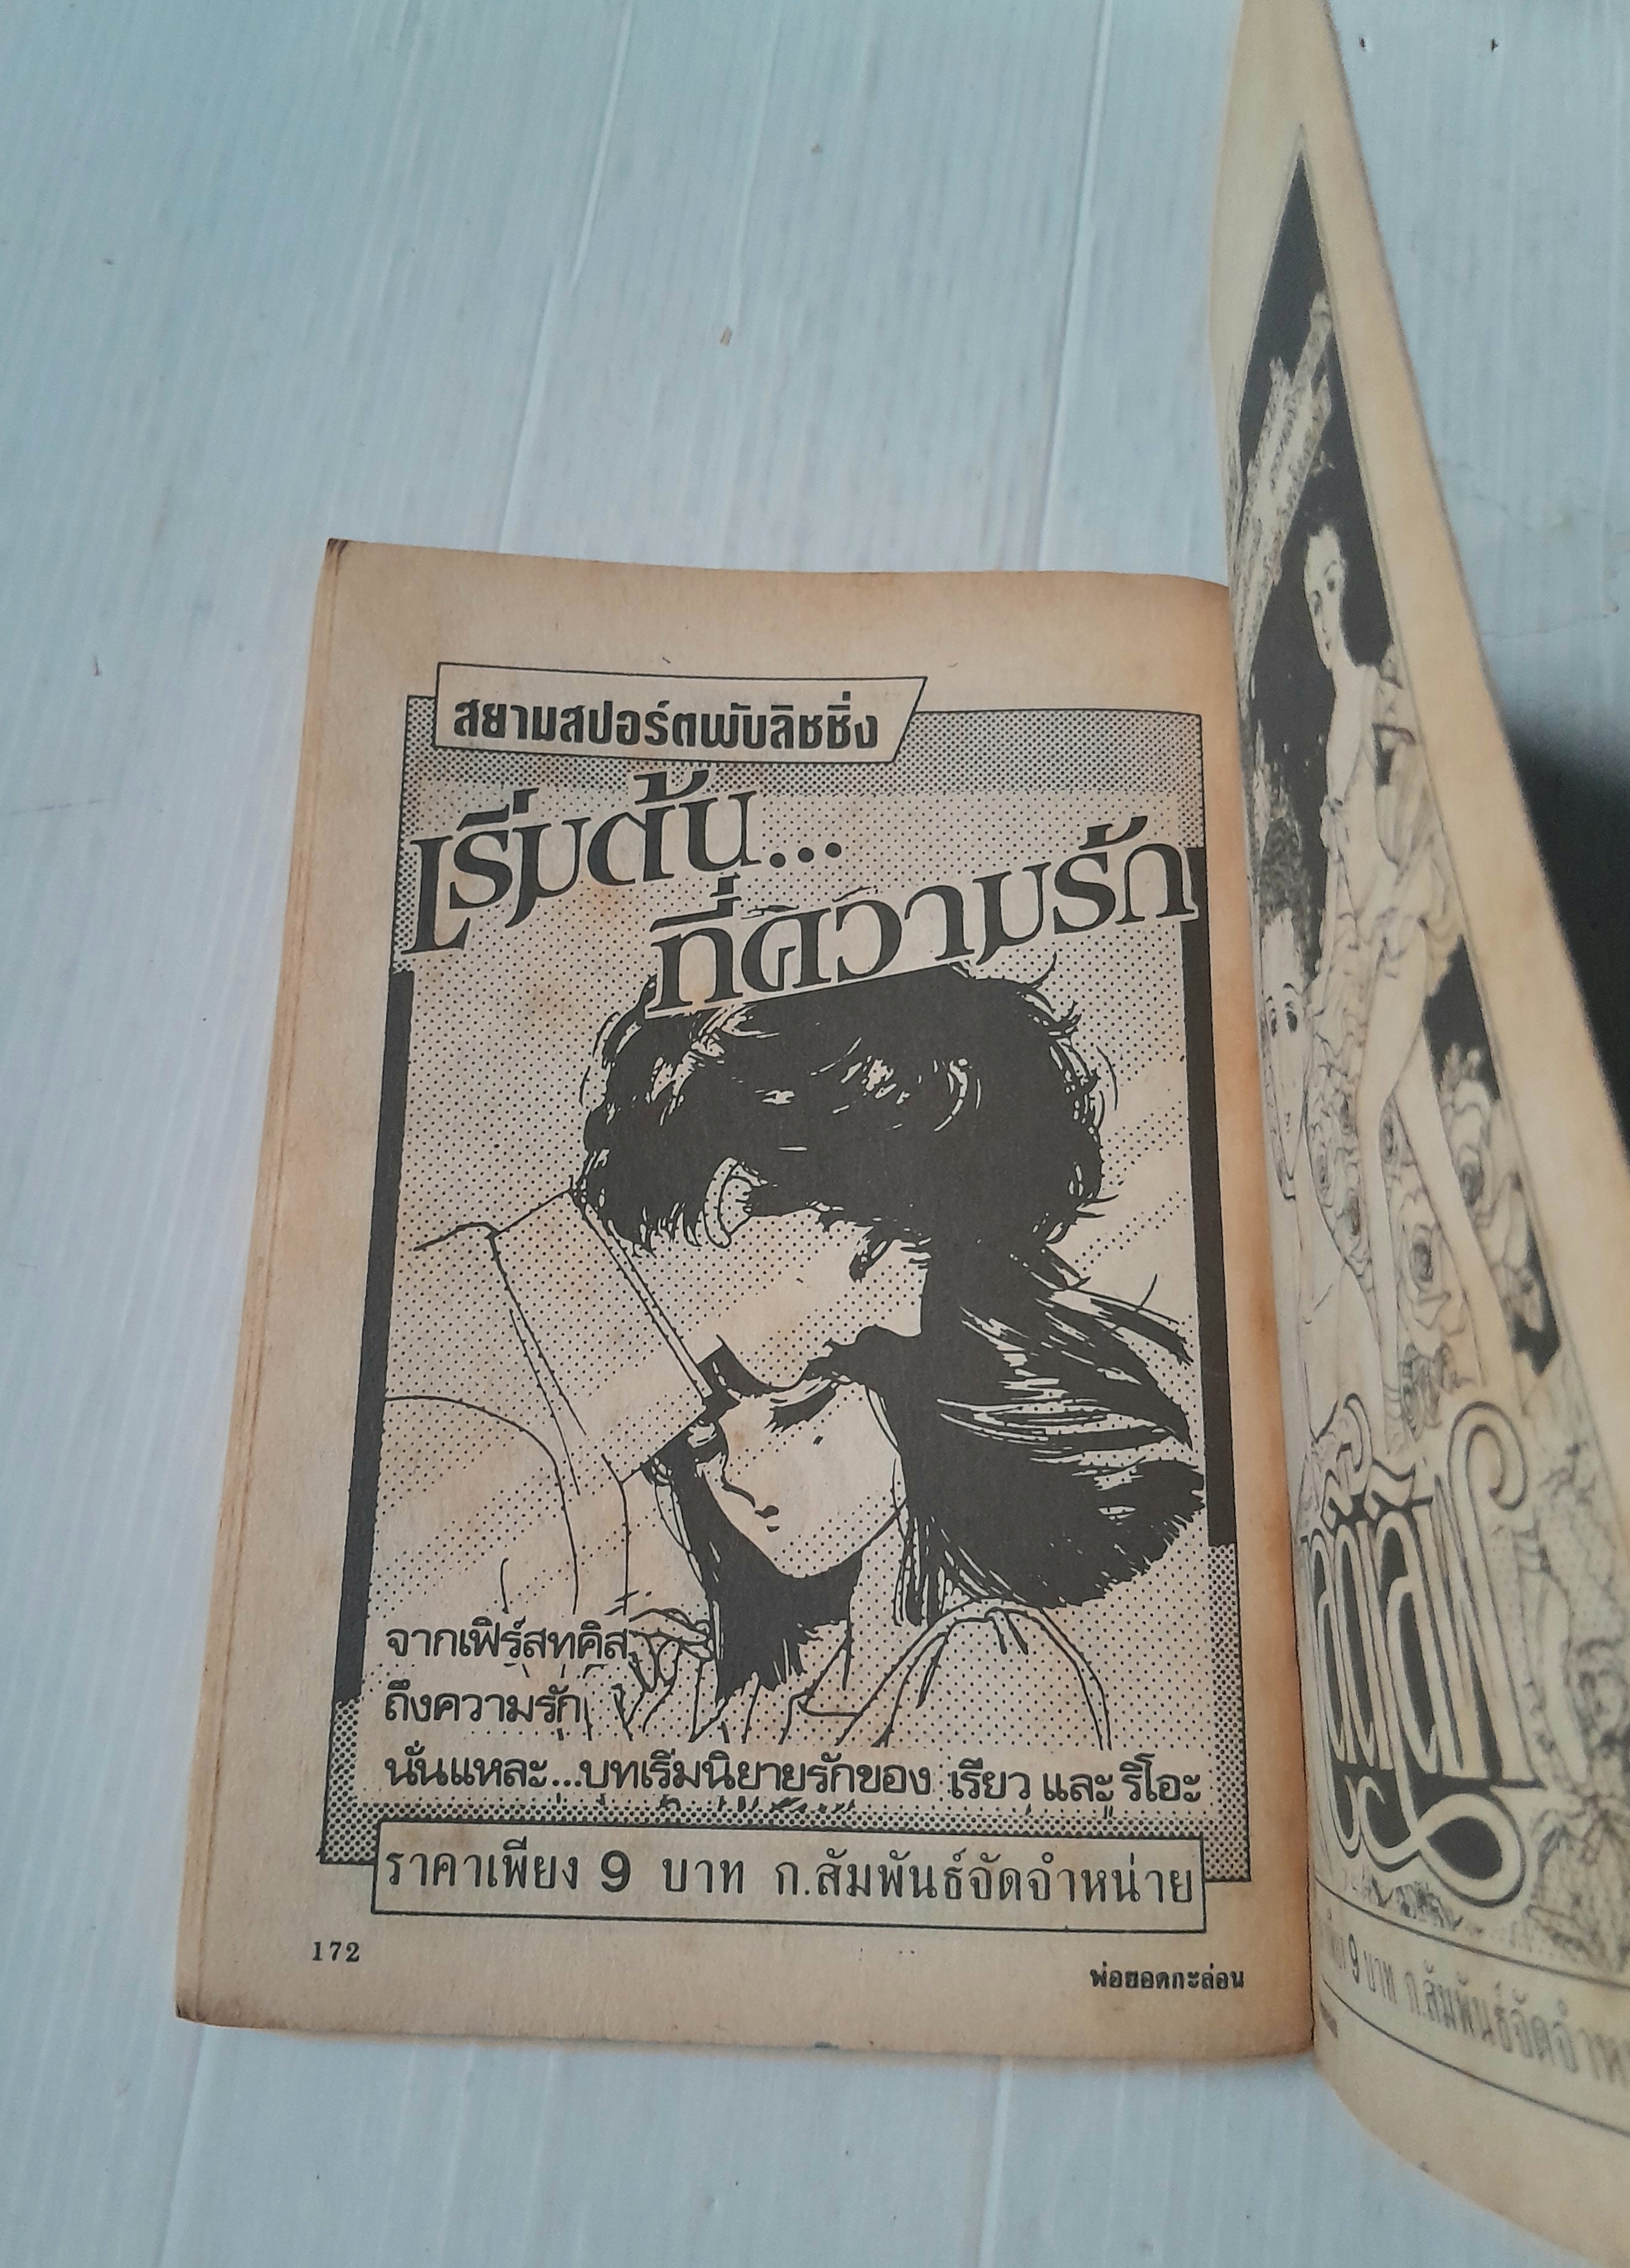 สยามสปอร์ตพับลิชชิ่ง
เริ่มต้น...
ที่ความรัก
จากเฟิร์สทคิส
ถึงความรัก
นั่นแหละ...บทเริ่มนิยายรักของ เรียว และ ริโอะ
ราคาเพียง 9 บาท ก.สัมพันธ์จัดจำหน่าย
172
พ่อยอดกะล่อน
9 บาท ก.สัมพันธ์จัดจำห